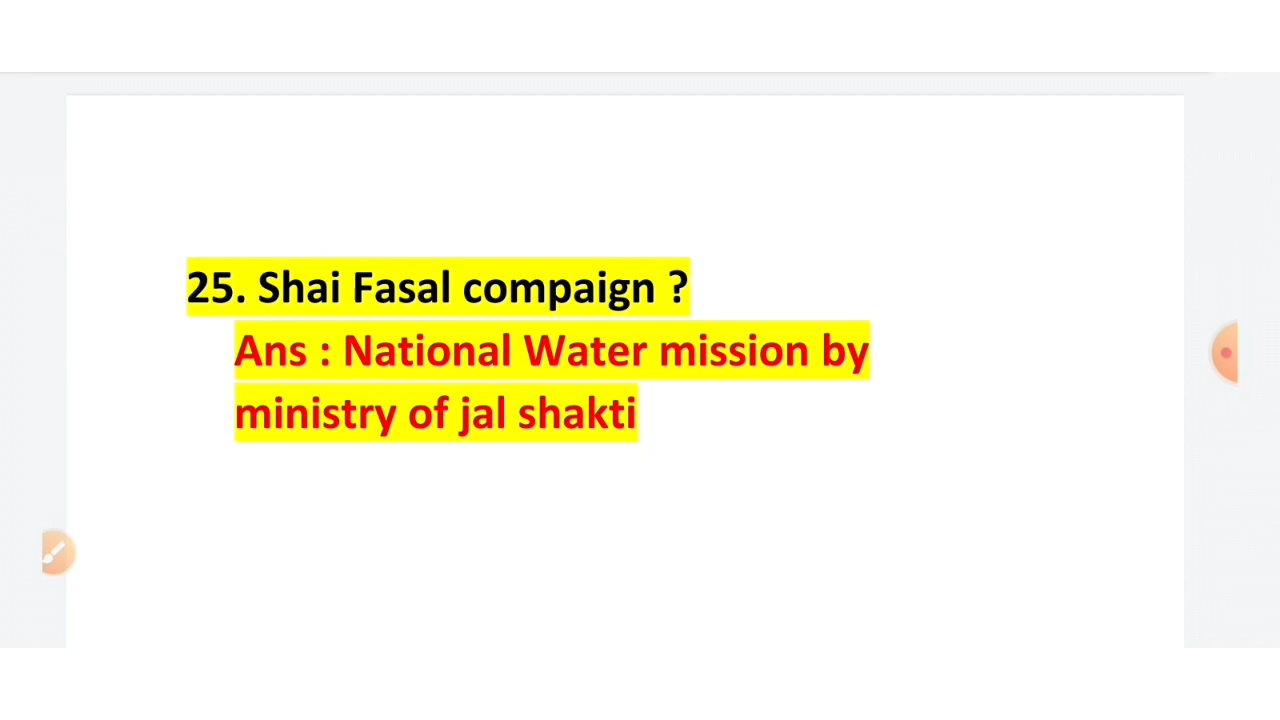 25. Shai Fasal compaign ?
Ans : National Water mission by
ministry of jal shakti